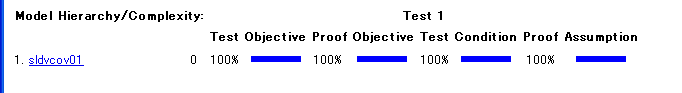 Model Hierarchy/Complexity: Test 1
Test Objective Proof Objective Test Condition Proof Assumption
1. sldvcov01 0 100% 100% 100% 100%